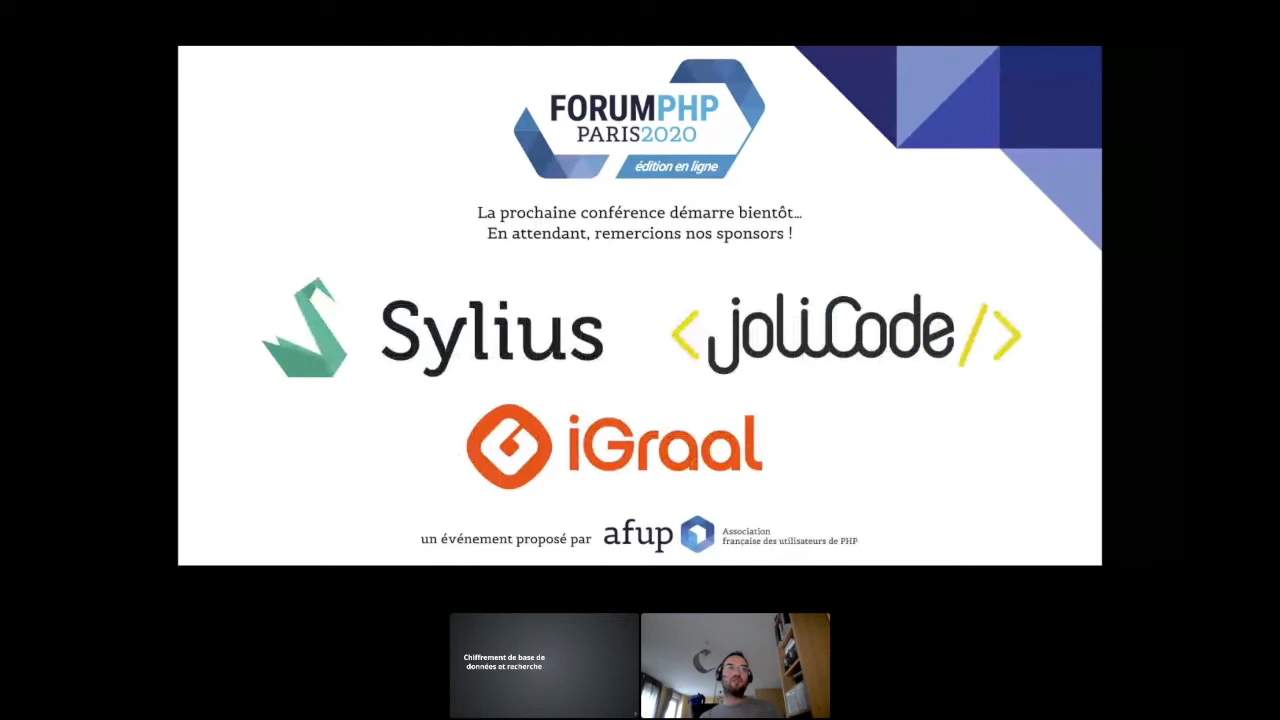 FORUMPHP
PARIS2020
édition en ligne
La prochaine conférence démarre bientôt...
En attendant, remercions nos sponsors !
Sylius
<joliCode/>
iGraal
un événement proposé par
afup
Association
française des utilisateurs de PHP
Chiffrement de base de
données et recherche